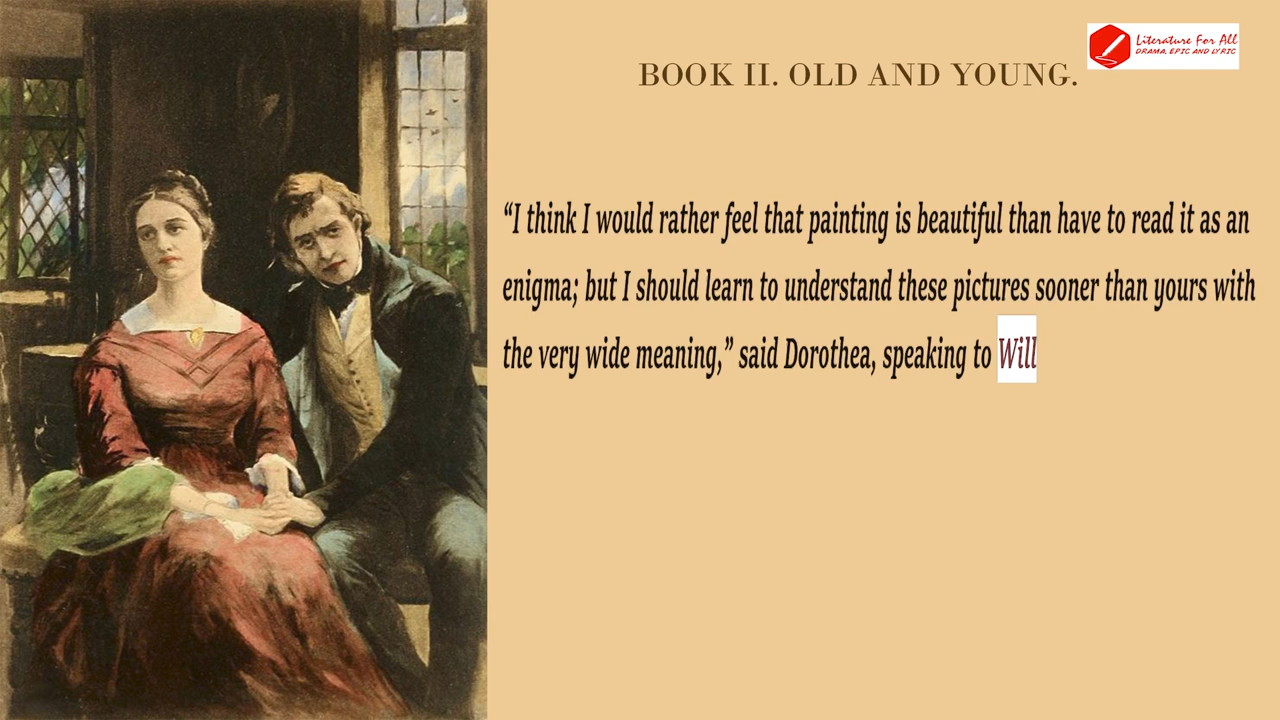 Literature For All
DRAMA, EPIC AND LYRIC
BOOK II. OLD AND YOUNG.
“I think I would rather feel that painting is beautiful than have to read it as an
enigma; but I should learn to understand these pictures sooner than yours with
the very wide meaning,” said Dorothea, speaking to Will